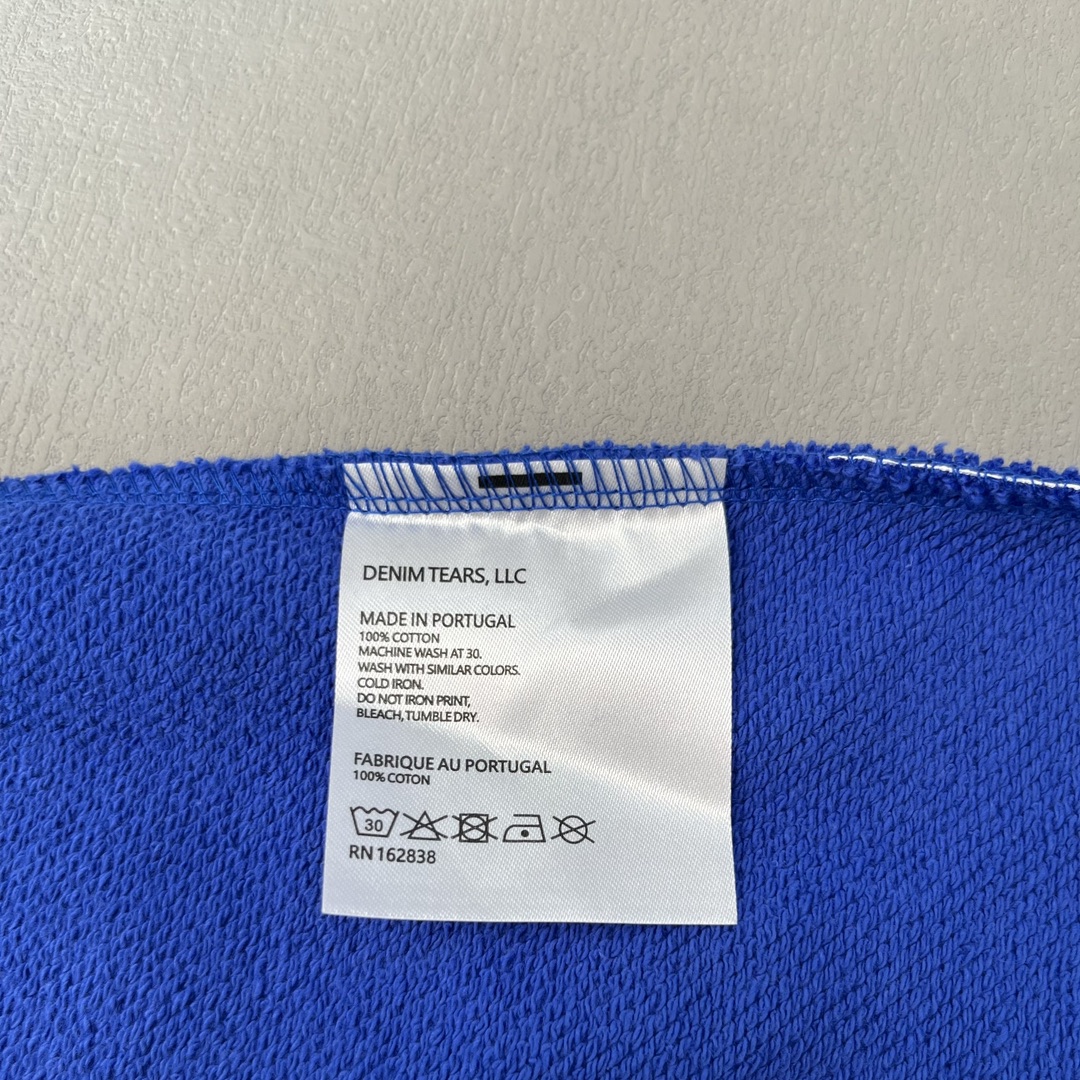 DENIM TEARS, LLC
MADE IN PORTUGAL
100% COTTON
MACHINE WASH AT 30.
WASH WITH SIMILAR COLORS.
COLD IRON.
DO NOT IRON PRINT,
BLEACH, TUMBLE DRY.
FABRIQUE AU PORTUGAL
100% COTON
30
RN 162838